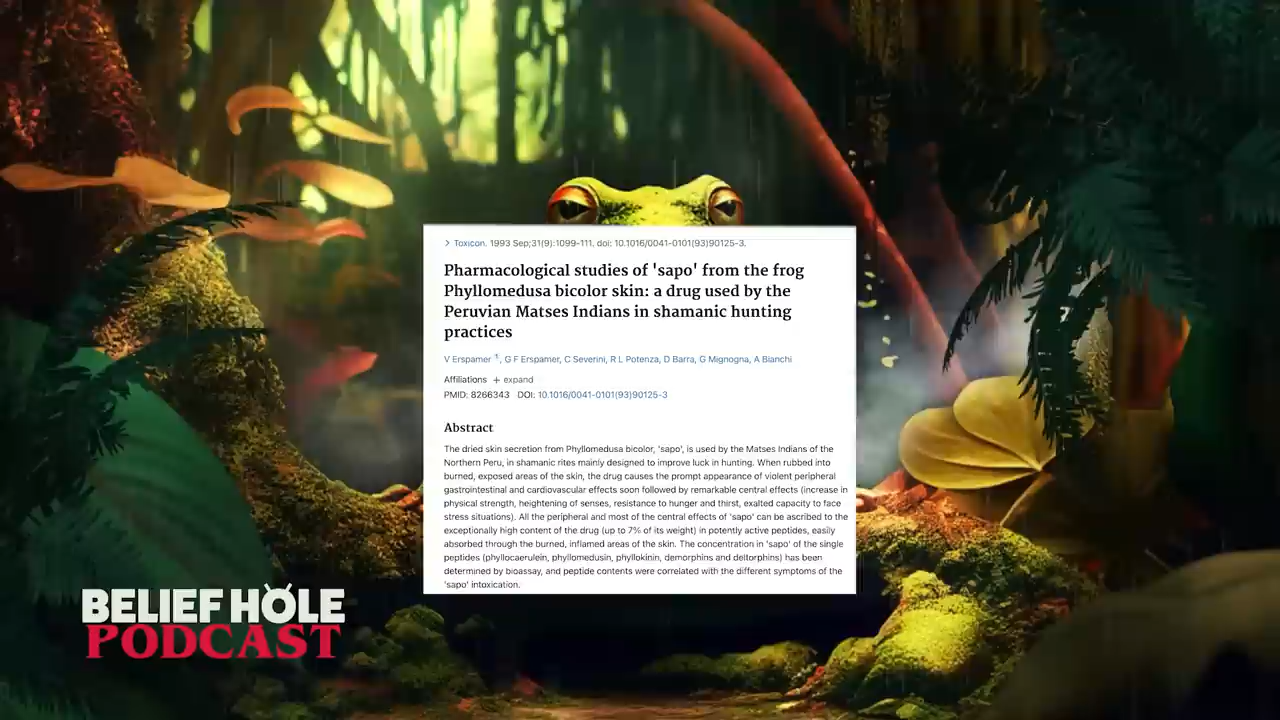 > Toxicon. 1993 Sep;31(9):1099-111. doi: 10.1016/0041-0101(93)90125-3.
Pharmacological studies of 'sapo' from the frog
Phyllomedusa bicolor skin: a drug used by the
Peruvian Matses Indians in shamanic hunting
practices
V Erspamer 1, G F Erspamer, C Severini, R L Potenza, D Barra, G Mignogna, A Bianchi
Affiliations + expand
PMID: 8266343 DOI: 10.1016/0041-0101(93)90125-3
Abstract
The dried skin secretion from Phyllomedusa bicolor, 'sapo', is used by the Matses Indians of the
Northern Peru, in shamanic rites mainly designed to improve luck in hunting. When rubbed into
burned, exposed areas of the skin, the drug causes the prompt appearance of violent peripheral
gastrointestinal and cardiovascular effects soon followed by remarkable central effects (increase in
physical strength, heightening of senses, resistance to hunger and thirst, exalted capacity to face
stress situations). All the peripheral and most of the central effects of 'sapo' can be ascribed to the
exceptionally high content of the drug (up to 7% of its weight) in potently active peptides, easily
absorbed through the burned, inflamed areas of the skin. The concentration in 'sapo' of the single
peptides (phyllocaerulein, phyllomedusin, phyllokinin, demorphins and deltorphins) has been
determined by bioassay, and peptide contents were correlated with the different symptoms of the
'sapo' intoxication.
BELIEF HOLE
PODCAST